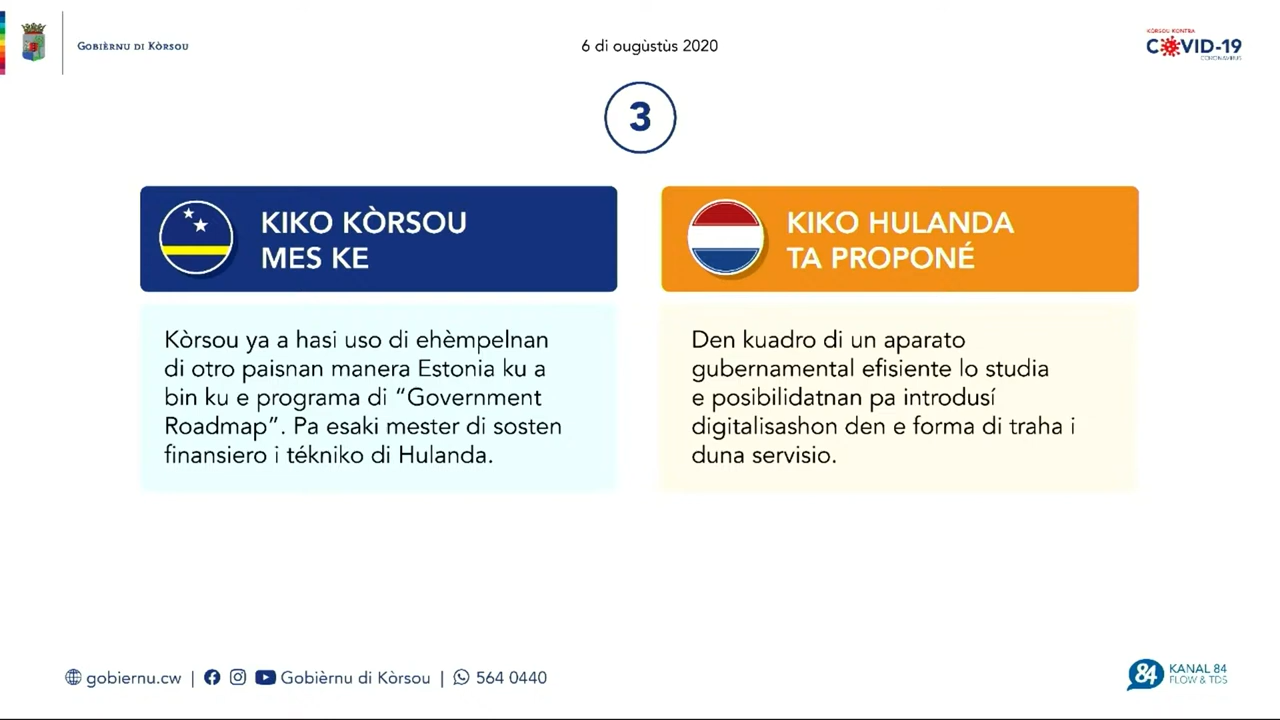 GOBIÈRNU DI KÒRSOU
6 di ougùstùs 2020
KÒRSOU KONTRA
COVID-19
CORONAVIRUS
3
KIKO KÒRSOU
MES KE
Kòrsou ya a hasi uso di ehèmpelnan
di otro paisnan manera Estonia ku a
bin ku e programa di “Government
Roadmap”. Pa esaki mester di sosten
finansiero i tékniko di Hulanda.
KIKO HULANDA
TA PROPONÉ
Den kuadro di un aparato
gubernamental efisiente lo studia
e posibilidatnan pa introdusí
digitalisashon den e forma di traha i
duna servisio.
gobiernu.cw | Gobièrnu di Kòrsou | 564 0440
84
KANAL 84
FLOW & TDS